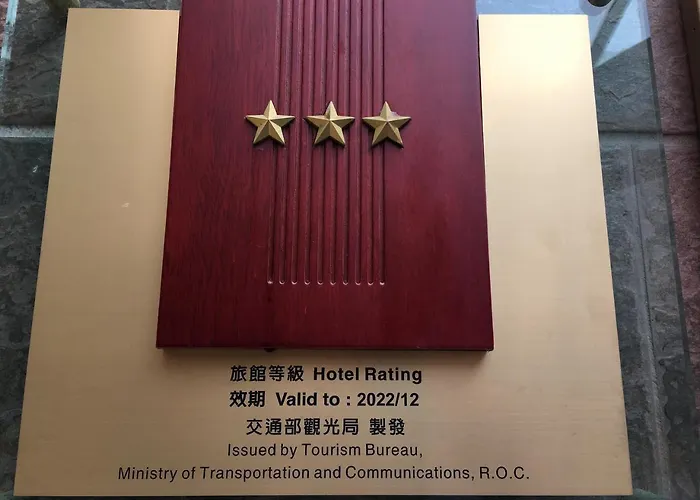 旅館等級 Hotel Rating
效期 Valid to : 2022/12
交通部觀光局 製發
Issued by Tourism Bureau,
Ministry of Transportation and Communications, R.O.C.